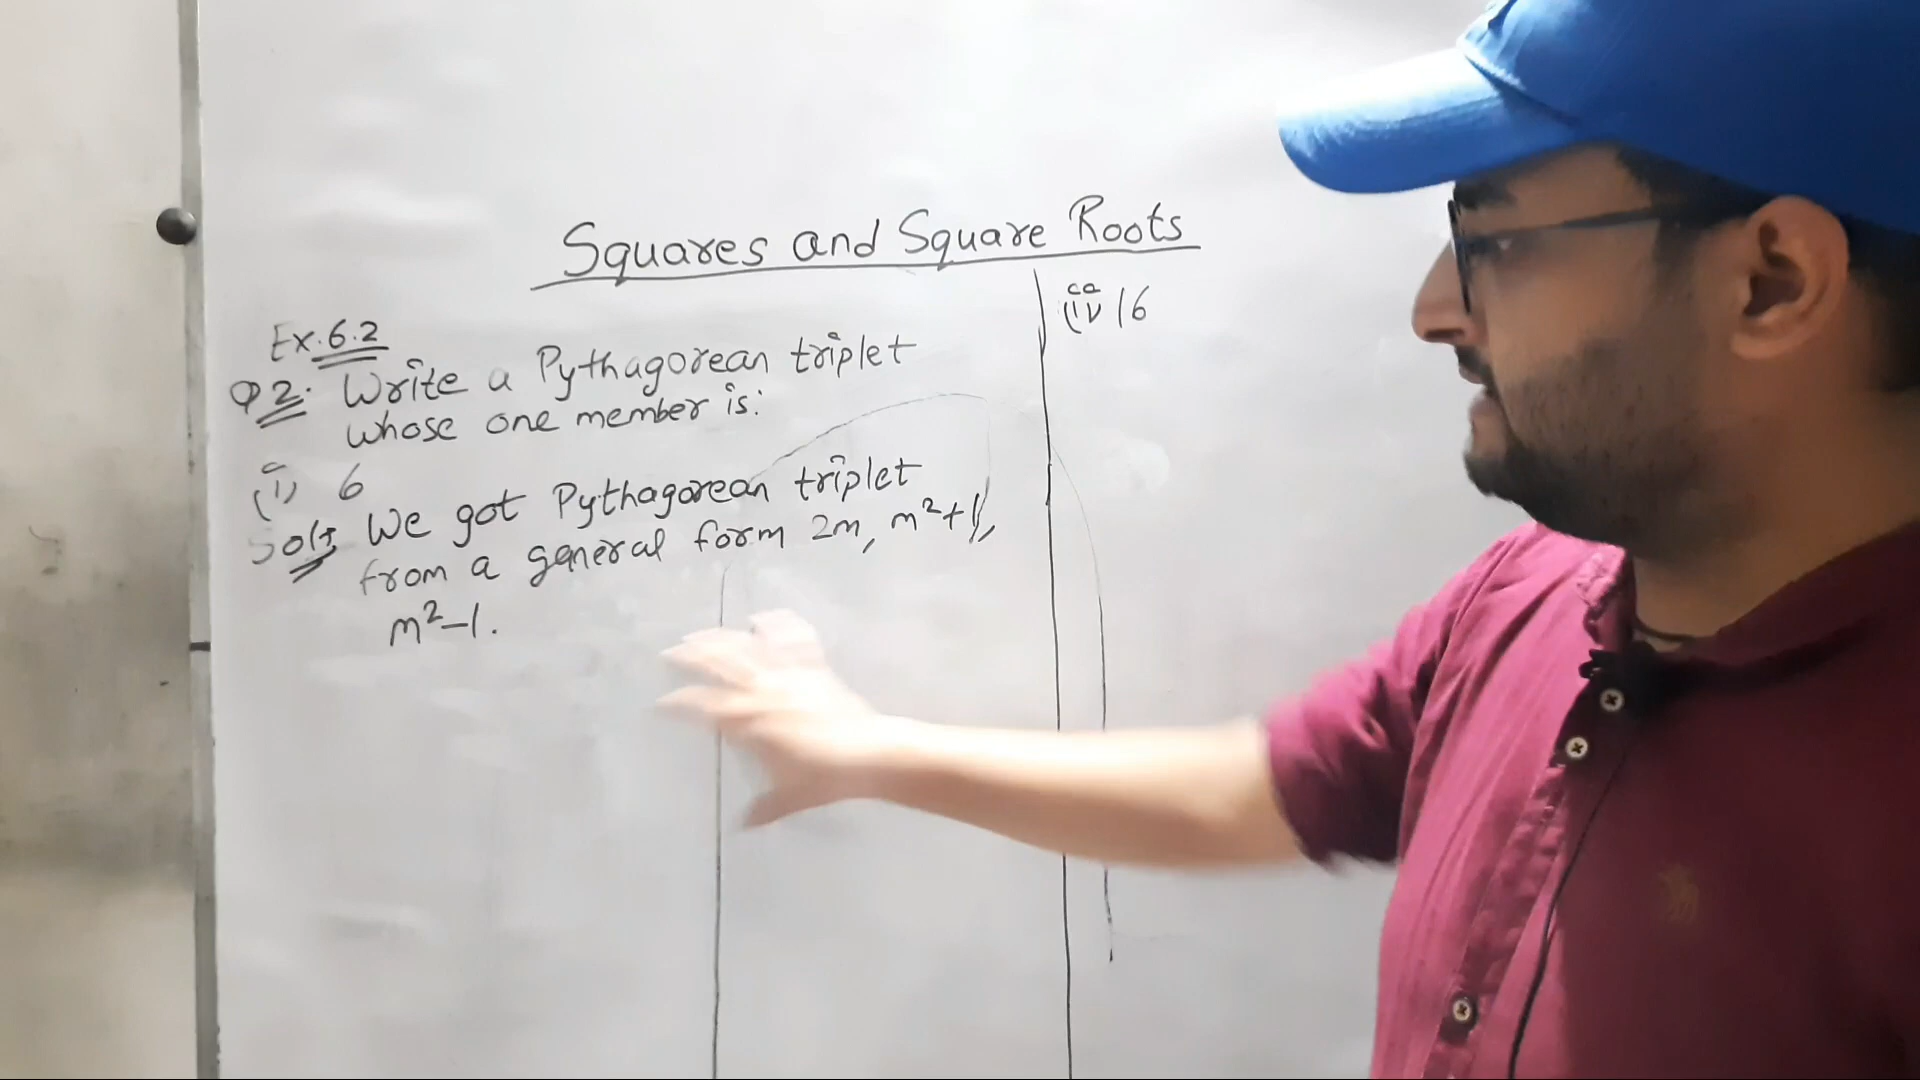 Squares and Square Roots
Ex. 6.2
Q2. Write a Pythagorean triplet
whose one member is:
(i) 6
Sol: We got Pythagorean triplet
from a general form 2m, m²+1,
m²-1.
(iv) 16